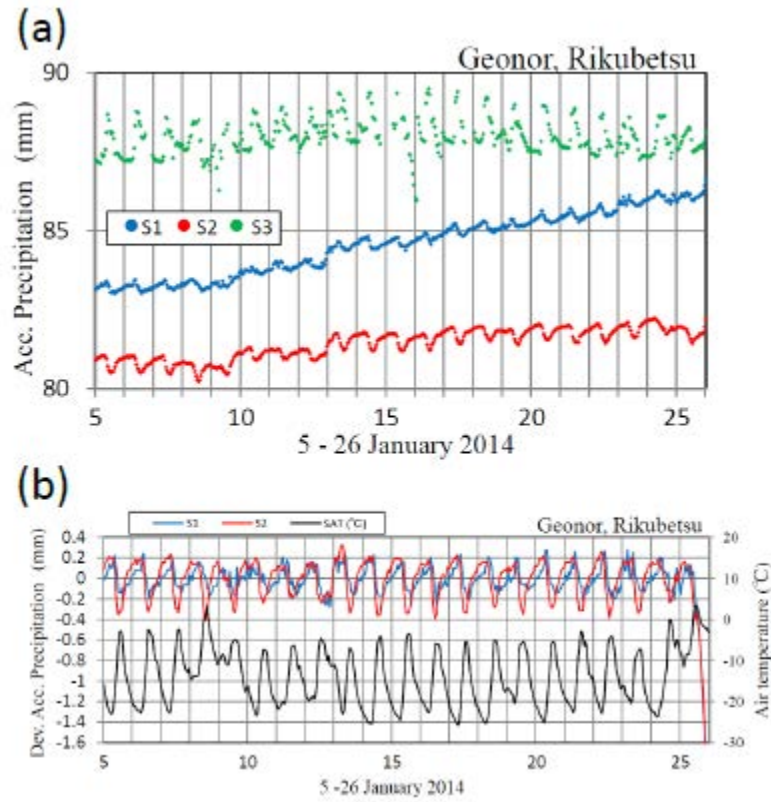 (a)
Geonor, Rikubetsu
90
Acc. Precipitation (mm)
85
S1 S2 S3
80
5 10 15 20 25
5 - 26 January 2014
(b)
S1 S2 SAT (°C)
Geonor, Rikubetsu
Dev. Acc. Precipitation (mm)
0.4
0.2
0
-0.2
-0.4
-0.6
-0.8
-1
-1.2
-1.4
-1.6
20
10
0
-10
-20
-30
Air temperature (°C)
5 10 15 20 25
5 -26 January 2014